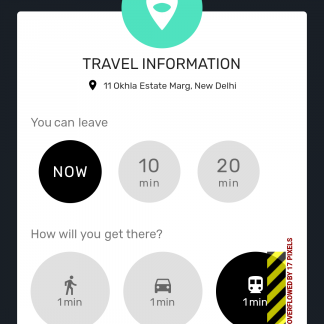 TRAVEL INFORMATION
11 Okhla Estate Marg, New Delhi
You can leave
NOW
10
min
20
min
How will you get there?
1 min
1 min
1 min
OVERFLOWED BY 17 PIXELS